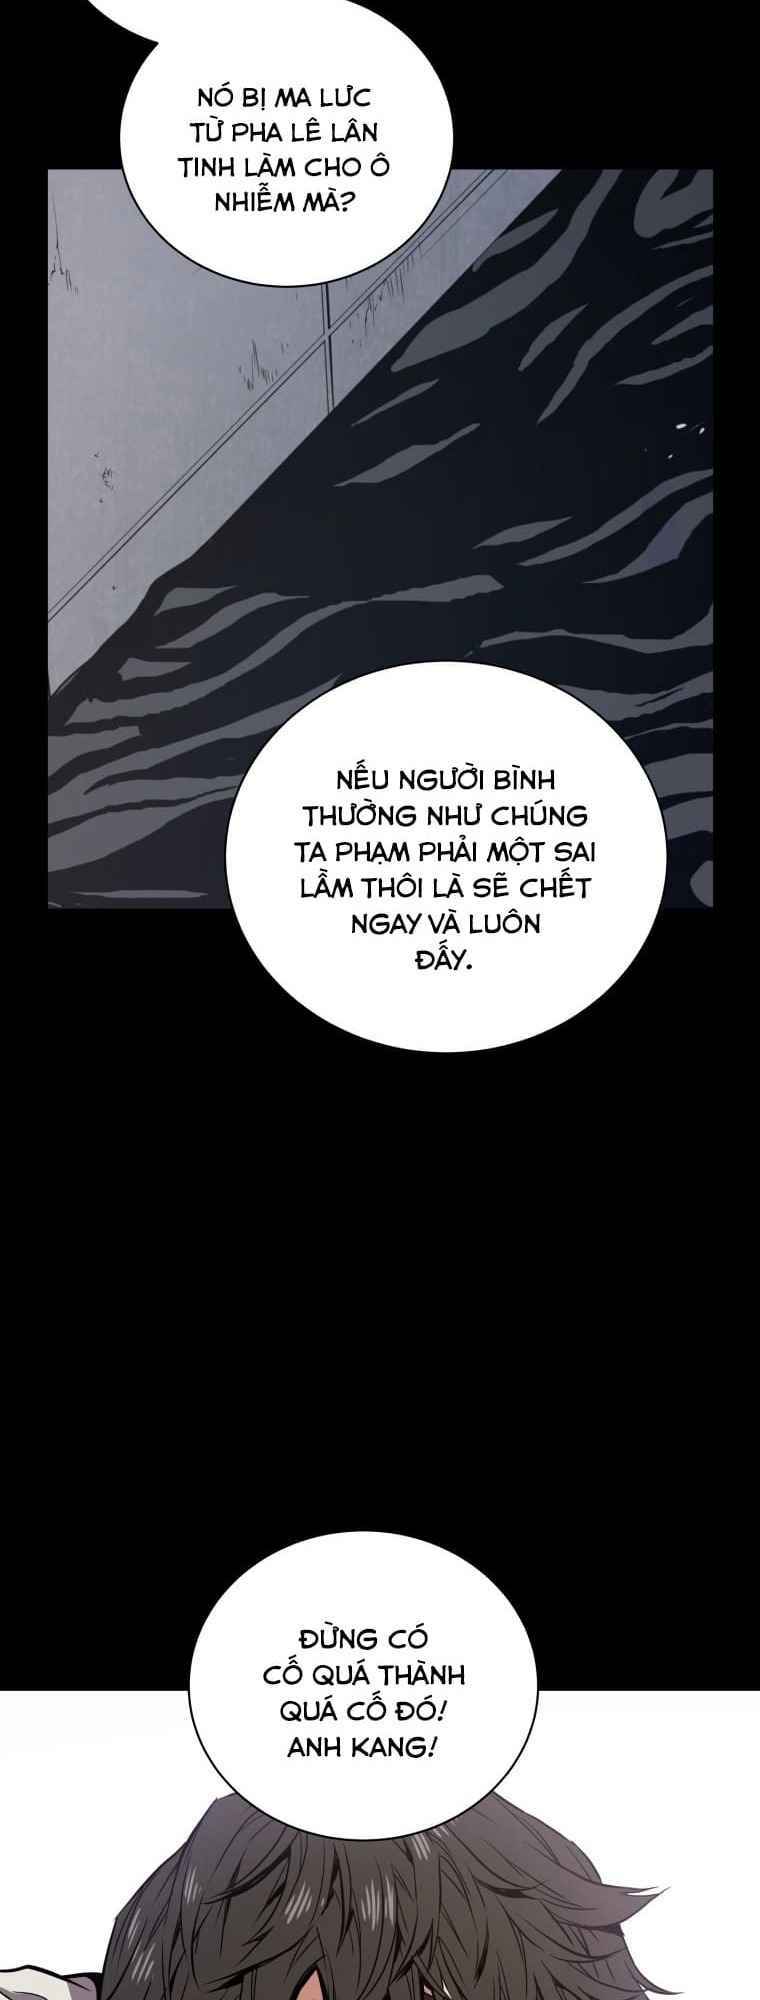 NÓ BỊ MA LƯC
TỪ PHA LÊ LÂN
TINH LÀM CHO Ô
NHIỄM MÀ?
NẾU NGƯỜI BÌNH
THƯỜNG NHƯ CHÚNG
TA PHẠM PHẢI MỘT SAI
LẦM THÔI LÀ SẼ CHẾT
NGAY VÀ LUÔN
ĐẤY.
ĐỪNG CÓ
CỐ QUÁ THÀNH
QUÁ CỐ ĐÓ!
ANH KANG!